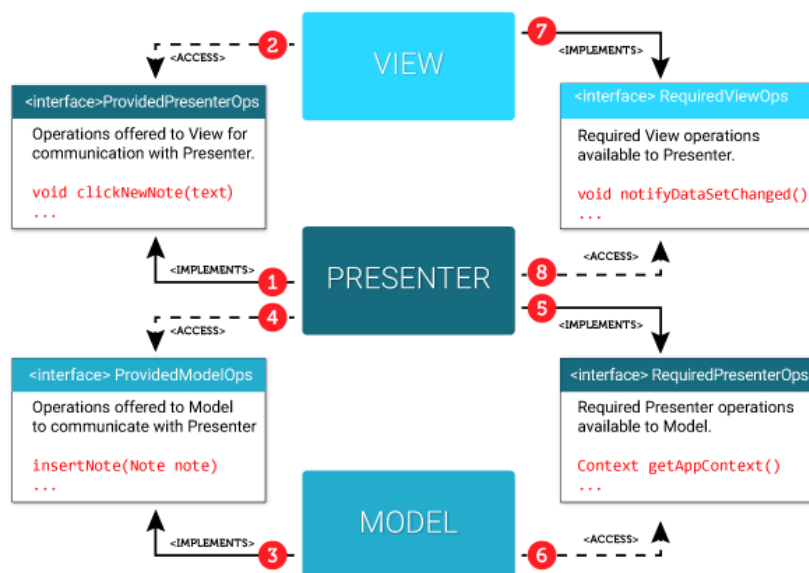 2
7
<ACCESS>
VIEW
<IMPLEMENTS>
<interface>ProvidedPresenterOps
Operations offered to View for
communication with Presenter.
void clickNewNote(text)
...
<interface> RequiredViewOps
Required View operations
available to Presenter.
void notifyDataSetChanged()
...
<IMPLEMENTS>
1
PRESENTER
8
<ACCESS>
4
<ACCESS>
5
<IMPLEMENTS>
<interface> ProvidedModelOps
Operations offered to Model
to communicate with Presenter
insertNote(Note note)
...
<interface> RequiredPresenterOps
Required Presenter operations
available to Model.
Context getAppContext()
...
<IMPLEMENTS>
3
MODEL
6
<ACCESS>